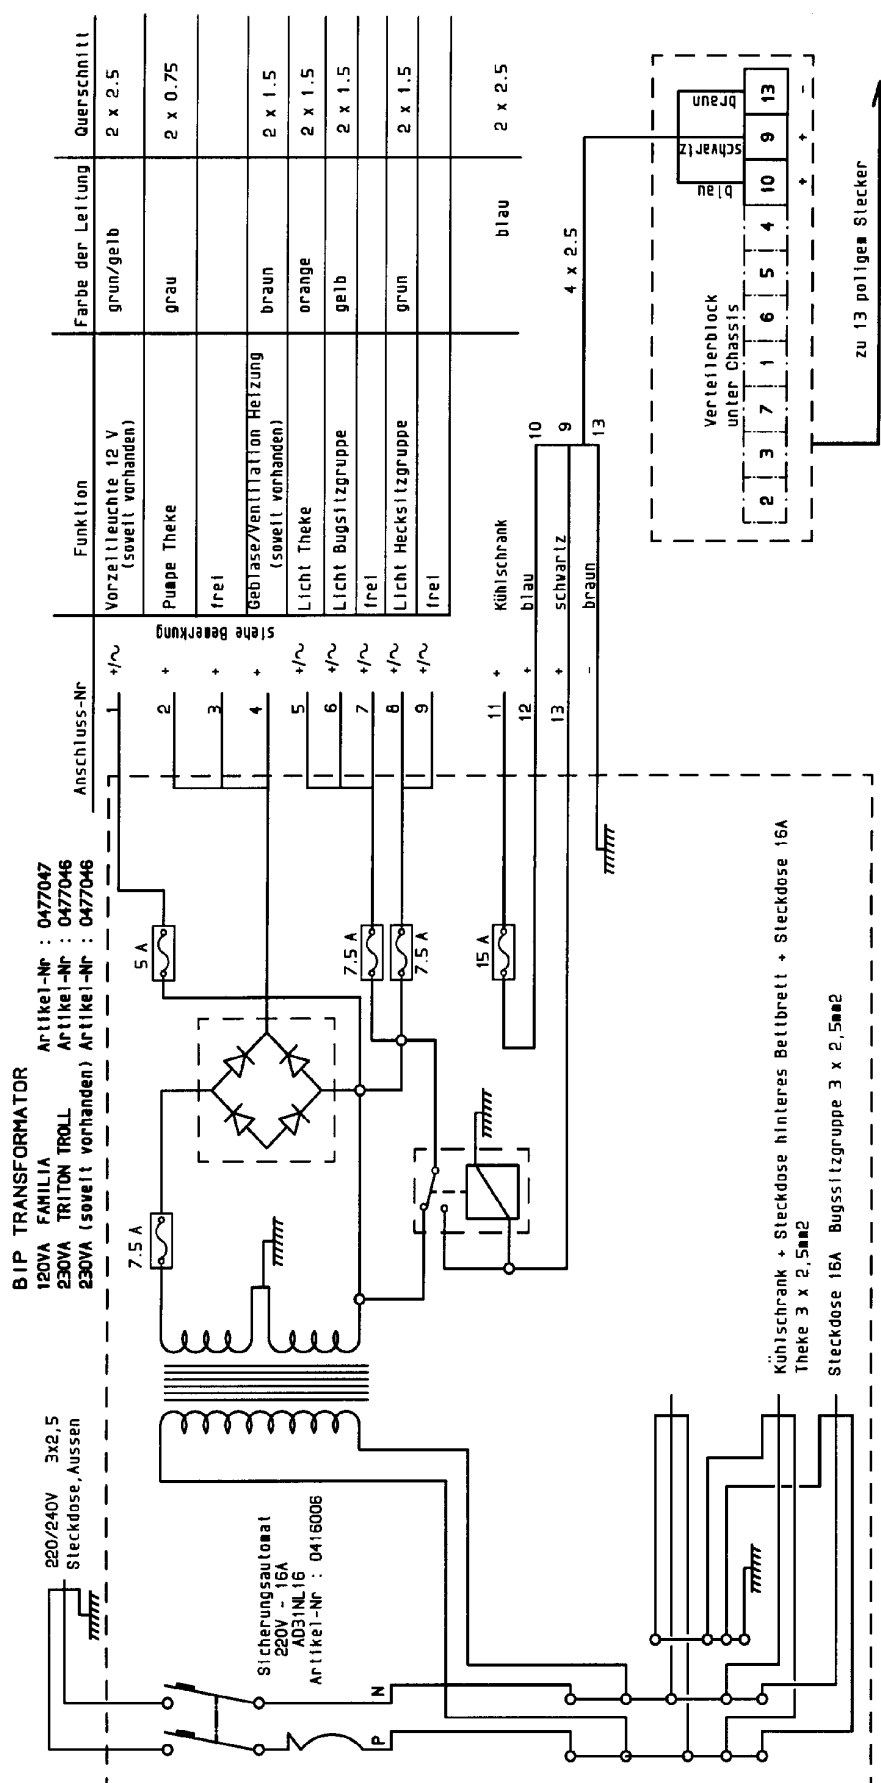 BIP TRANSFORMATOR
120VA FAMILIA Artikel-Nr : 0477047
230VA TRITON TROLL Artikel-Nr : 0477046
230VA (soweit vorhanden) Artikel-Nr : 0477046
220/240V 3x2,5
Steckdose, Aussen
Sicherungsautomat
220V - 16A
AD31NL16
Artikel-Nr : 0416006
N
P
7.5 A
5 A
7.5 A
7.5 A
15 A
Anschluss-Nr
Funktion
Farbe der Leitung
Querschnitt
siehe Bemerkung
1 +/~ Vorzeltleuchte 12 V grun/gelb 2 x 2.5
(soweit vorhanden)
2 + Pumpe Theke grau 2 x 0.75
3 + frei
4 + Geblase/Ventilation Heizung braun 2 x 1.5
(soweit vorhanden)
5 +/~ Licht Theke orange 2 x 1.5
6 +/~ Licht Bugsitzgruppe gelb 2 x 1.5
7 +/~ frei
8 +/~ Licht Hecksitzgruppe grun 2 x 1.5
9 +/~ frei
11 + Kühlschrank blau 2 x 2.5
12 + blau 10
13 + schwartz 9
- braun 13
4 x 2.5
Verteilerblock
unter Chassis
blau
schwartz
braun
2 3 7 1 6 5 4 10 9 13
+ + -
zu 13 poligem Stecker
Kühlschrank + Steckdose hinteres Bettbrett + Steckdose 16A
Theke 3 x 2,5mm2
Steckdose 16A Bugssitzgruppe 3 x 2,5mm2